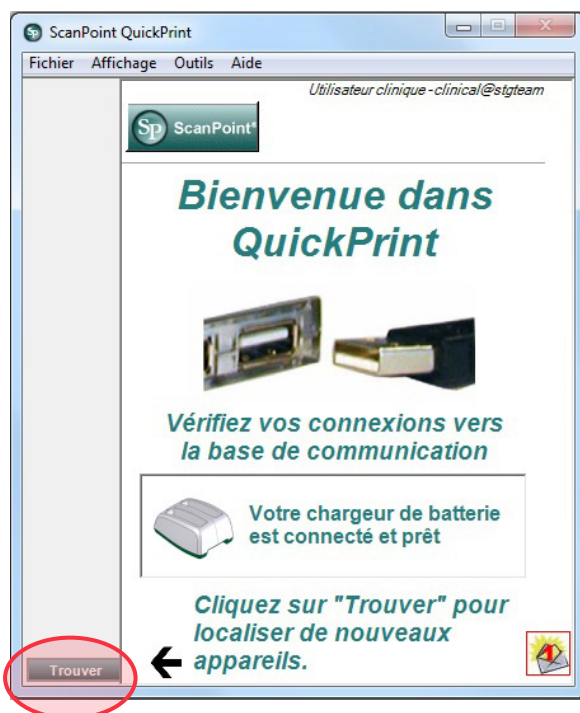 ScanPoint QuickPrint
Fichier Affichage Outils Aide
Utilisateur clinique - clinical@stgteam
Sp ScanPoint®
Bienvenue dans
QuickPrint
Vérifiez vos connexions vers
la base de communication
Votre chargeur de batterie
est connecté et prêt
Cliquez sur "Trouver" pour
localiser de nouveaux
appareils.
Trouver